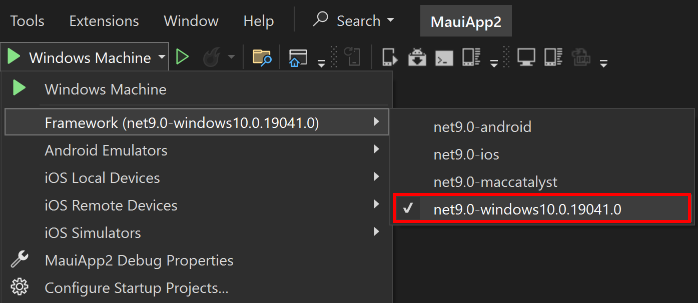 Tools Extensions Window Help Search MauiApp2
Windows Machine
Windows Machine
Framework (net9.0-windows10.0.19041.0)
net9.0-android
Android Emulators
net9.0-ios
iOS Local Devices
net9.0-maccatalyst
iOS Remote Devices
net9.0-windows10.0.19041.0
iOS Simulators
MauiApp2 Debug Properties
Configure Startup Projects...